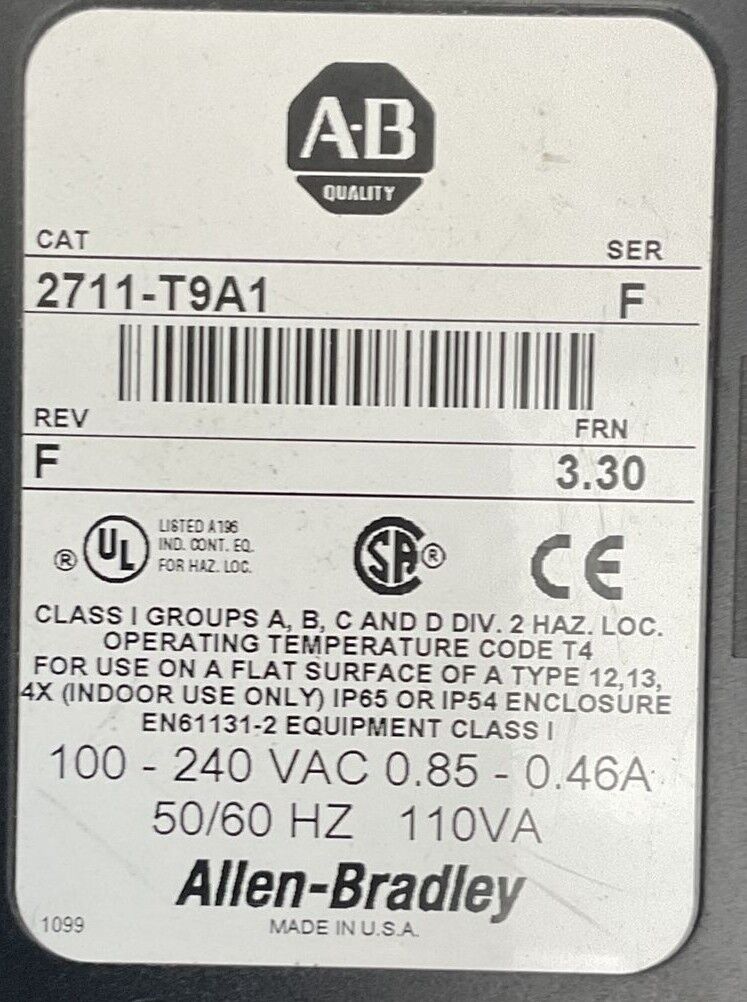 A-B
QUALITY
CAT
SER
2711-T9A1
F
REV
FRN
F
3.30
® UL
LISTED A196
IND. CONT. EQ.
FOR HAZ. LOC.
SA ®
CE
CLASS I GROUPS A, B, C AND D DIV. 2 HAZ. LOC.
OPERATING TEMPERATURE CODE T4
FOR USE ON A FLAT SURFACE OF A TYPE 12,13,
4X (INDOOR USE ONLY) IP65 OR IP54 ENCLOSURE
EN61131-2 EQUIPMENT CLASS I
100 - 240 VAC 0.85 - 0.46A
50/60 HZ 110VA
Allen-Bradley
1099
MADE IN U.S.A.